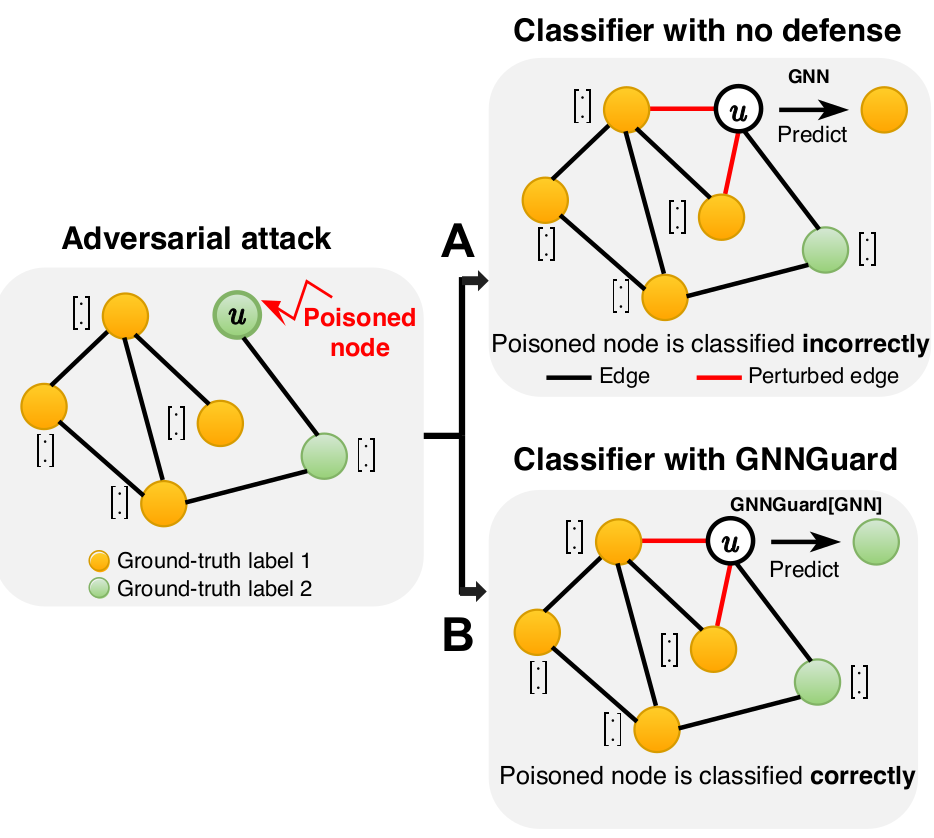 Adversarial attack
u
Poisoned
node
[:]
[:]
[:]
[:]
[:]
Ground-truth label 1
Ground-truth label 2
A
Classifier with no defense
GNN
[:]
u
Predict
[:]
[:]
[:]
[:]
Poisoned node is classified incorrectly
Edge
Perturbed edge
B
Classifier with GNNGuard
GNNGuard[GNN]
[:]
u
Predict
[:]
[:]
[:]
[:]
Poisoned node is classified correctly